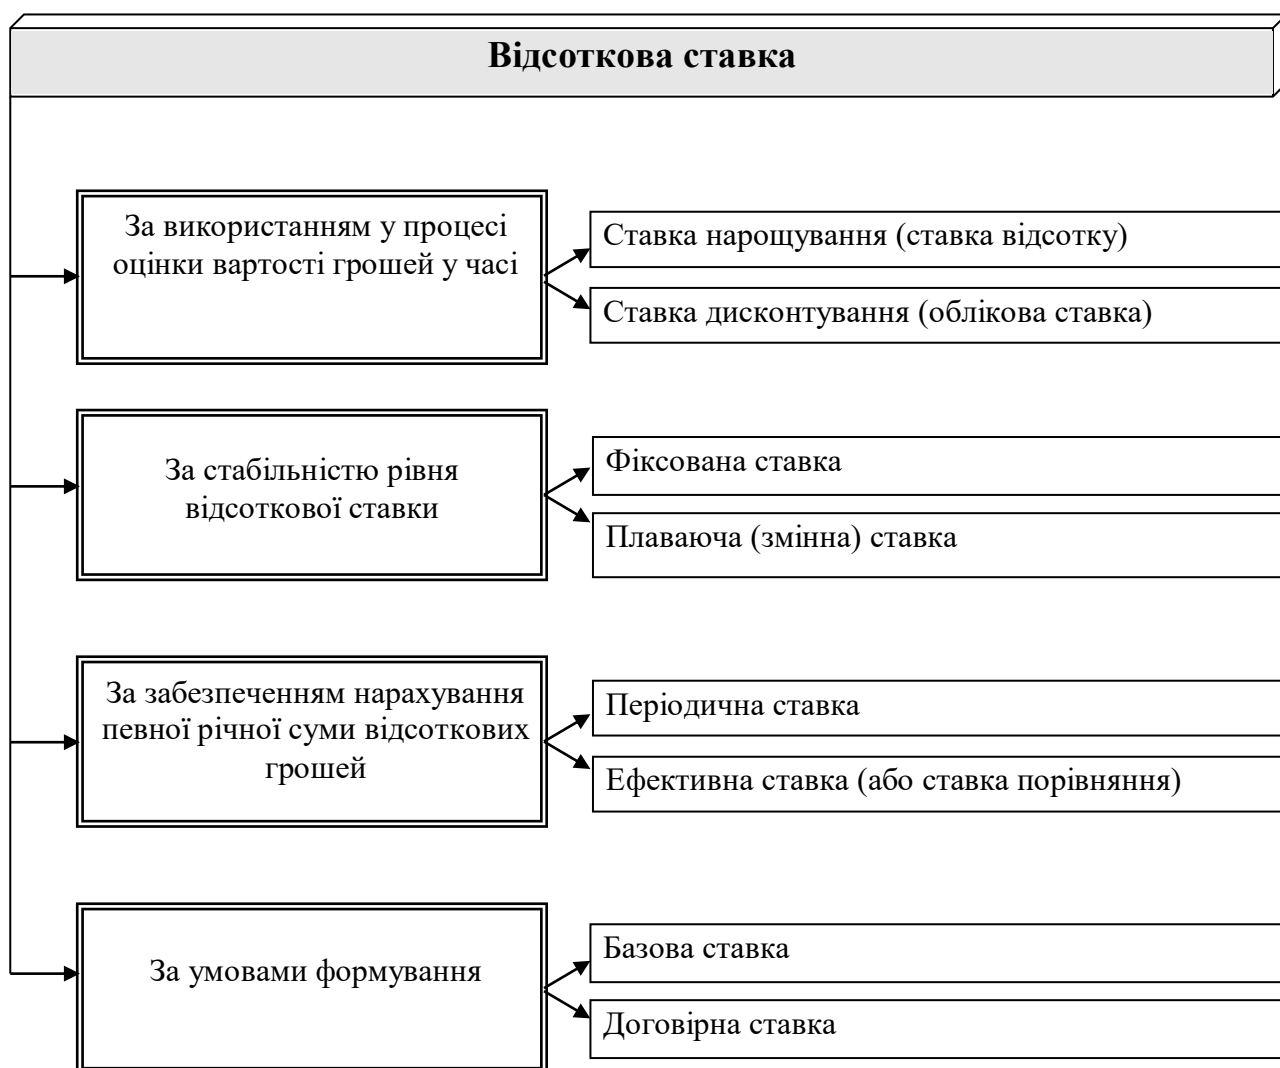 Відсоткова ставка
За використанням у процесі
оцінки вартості грошей у часі
Ставка нарощування (ставка відсотку)
Ставка дисконтування (облікова ставка)
За стабільністю рівня
відсоткової ставки
Фіксована ставка
Плаваюча (змінна) ставка
За забезпеченням нарахування
певної річної суми відсоткових
грошей
Періодична ставка
Ефективна ставка (або ставка порівняння)
За умовами формування
Базова ставка
Договірна ставка